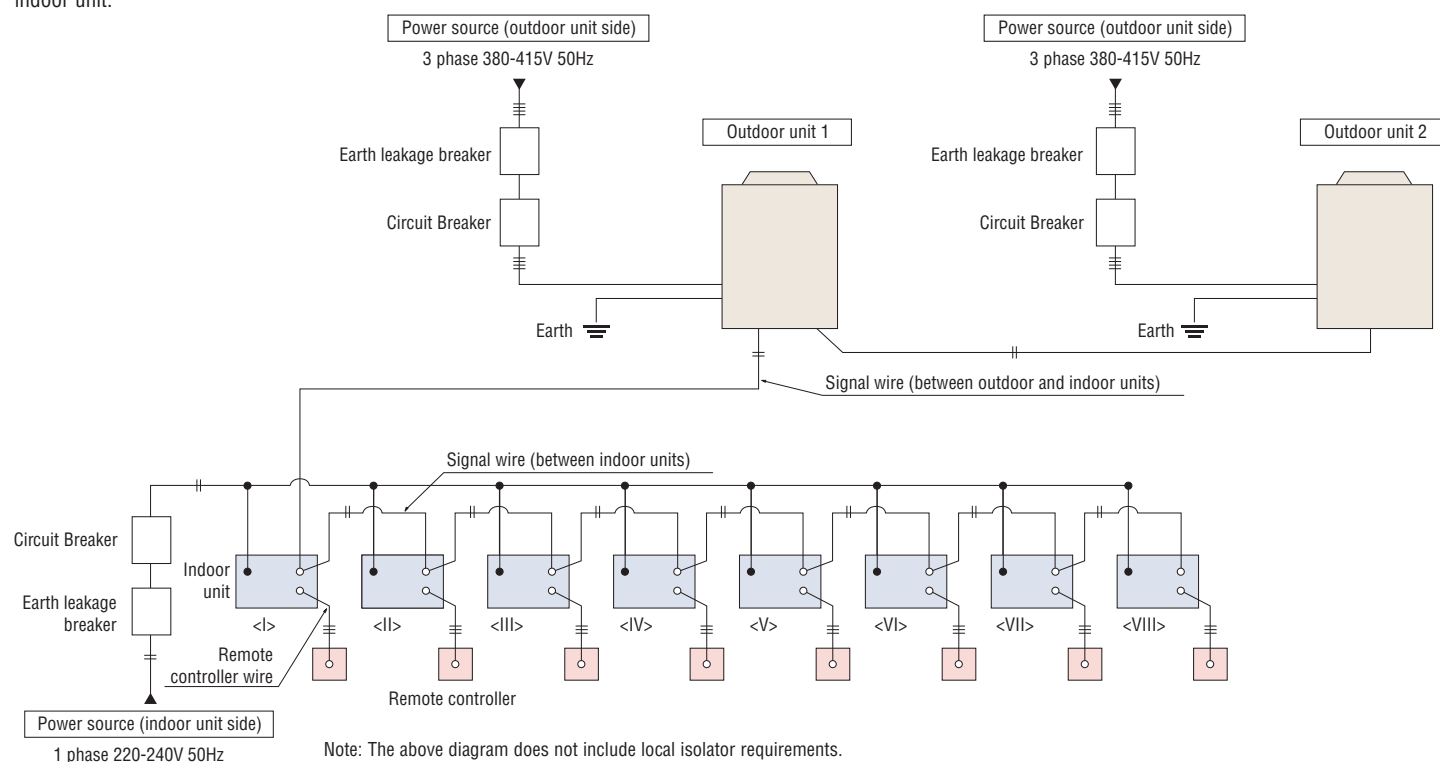 indoor unit.
Power source (outdoor unit side)
3 phase 380-415V 50Hz
Power source (outdoor unit side)
3 phase 380-415V 50Hz
Outdoor unit 1
Outdoor unit 2
Earth leakage breaker
Earth leakage breaker
Circuit Breaker
Circuit Breaker
Earth
Earth
Signal wire (between outdoor and indoor units)
Signal wire (between indoor units)
Circuit Breaker
Indoor
unit
Earth leakage
breaker
<I>
<II>
<III>
<IV>
<V>
<VI>
<VII>
<VIII>
Remote
controller wire
Remote controller
Power source (indoor unit side)
1 phase 220-240V 50Hz
Note: The above diagram does not include local isolator requirements.